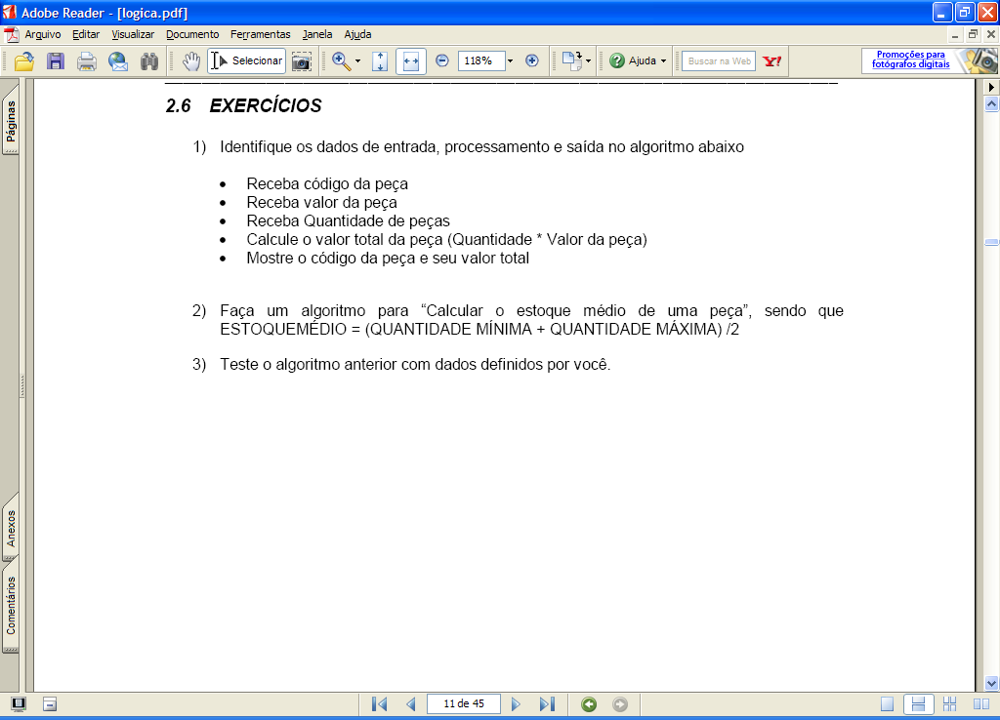 Adobe Reader - [logica.pdf]
Arquivo Editar Visualizar Documento Ferramentas Janela Ajuda
Selecionar 118% Ajuda Buscar na Web Y! Promoções para
fotógrafos digitais
Páginas
2.6 EXERCÍCIOS
1) Identifique os dados de entrada, processamento e saída no algoritmo abaixo
• Receba código da peça
• Receba valor da peça
• Receba Quantidade de peças
• Calcule o valor total da peça (Quantidade * Valor da peça)
• Mostre o código da peça e seu valor total
2) Faça um algoritmo para “Calcular o estoque médio de uma peça”, sendo que
ESTOQUEMÉDIO = (QUANTIDADE MÍNIMA + QUANTIDADE MÁXIMA) /2
3) Teste o algoritmo anterior com dados definidos por você.
Anexos
Comentários
11 de 45